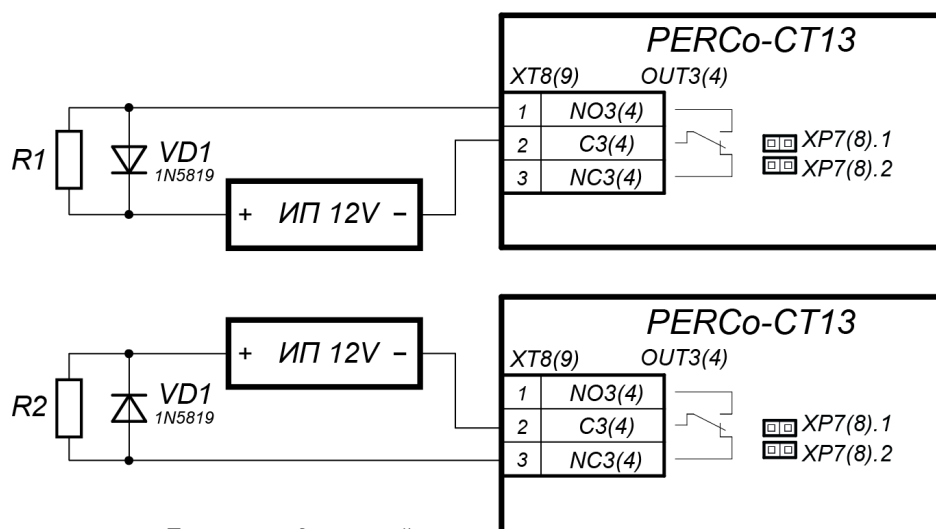 PERCo-CT13
XT8(9) OUT3(4)
1 NO3(4)
2 C3(4)
3 NC3(4)
XP7(8).1
XP7(8).2
R1
VD1
1N5819
+ ИП 12V −
PERCo-CT13
XT8(9) OUT3(4)
1 NO3(4)
2 C3(4)
3 NC3(4)
XP7(8).1
XP7(8).2
+ ИП 12V −
R2
VD1
1N5819